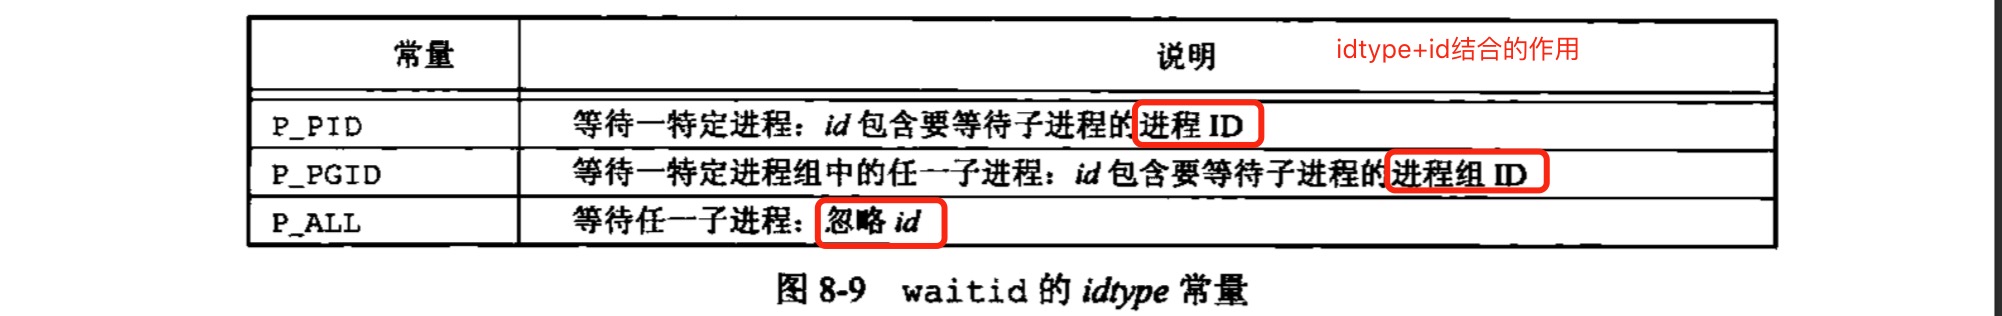 常量 说明 idtype+id结合的作用
P_PID 等待一特定进程：id 包含要等待子进程的进程 ID
P_PGID 等待一特定进程组中的任一子进程：id 包含要等待子进程的进程组 ID
P_ALL 等待任一子进程：忽略 id
图 8-9 waitid 的 idtype 常量